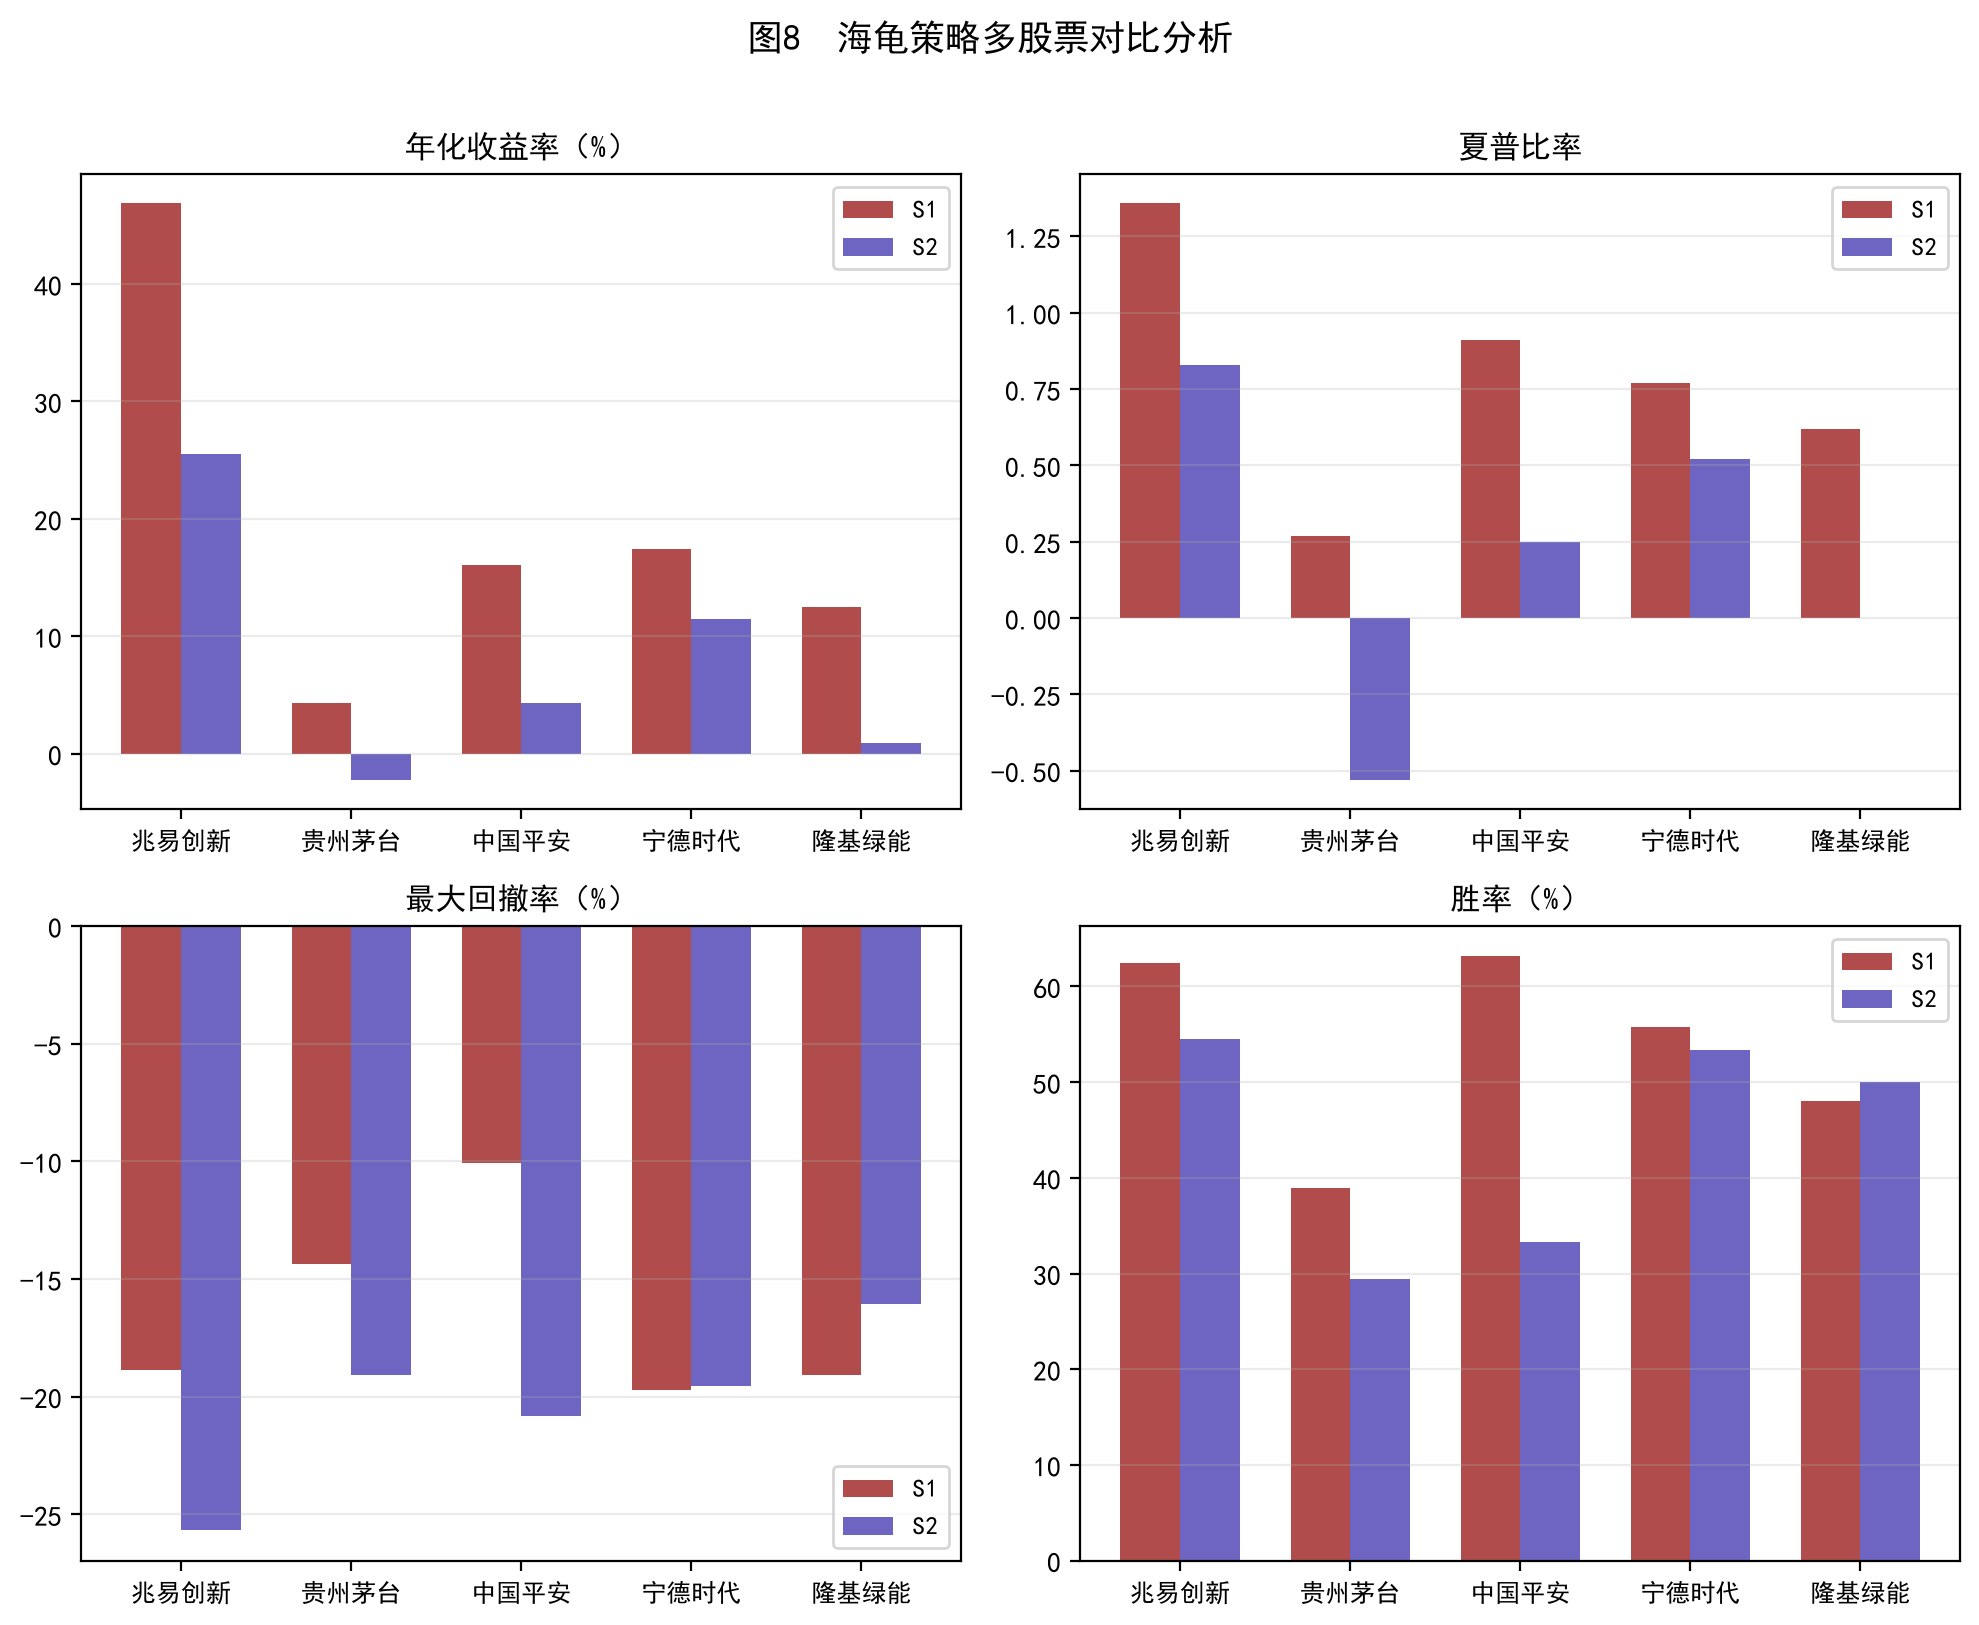 图8　海龟策略多股票对比分析
年化收益率（%）
S1
S2
40
30
20
10
0
兆易创新 贵州茅台 中国平安 宁德时代 隆基绿能
夏普比率
S1
S2
1.25
1.00
0.75
0.50
0.25
0.00
−0.25
−0.50
兆易创新 贵州茅台 中国平安 宁德时代 隆基绿能
最大回撤率（%）
0
−5
−10
−15
−20
−25
S1
S2
兆易创新 贵州茅台 中国平安 宁德时代 隆基绿能
胜率（%）
S1
S2
60
50
40
30
20
10
0
兆易创新 贵州茅台 中国平安 宁德时代 隆基绿能